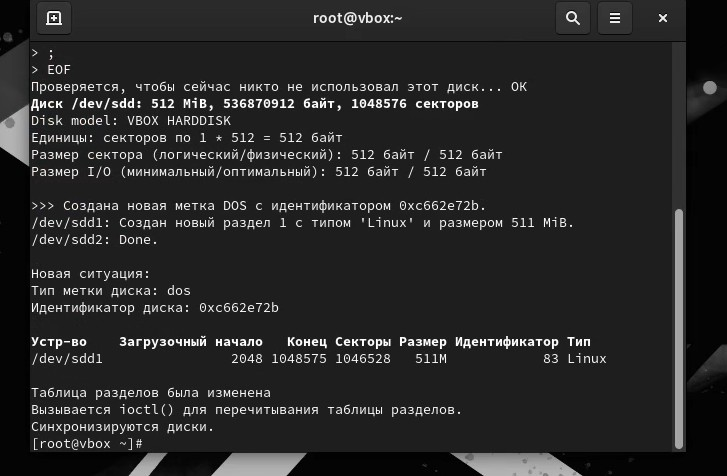 root@vbox:~
> ;
> EOF
Проверяется, чтобы сейчас никто не использовал этот диск... ОК
Диск /dev/sdd: 512 MiB, 536870912 байт, 1048576 секторов
Disk model: VBOX HARDDISK
Единицы: секторов по 1 * 512 = 512 байт
Размер сектора (логический/физический): 512 байт / 512 байт
Размер I/O (минимальный/оптимальный): 512 байт / 512 байт
>>> Создана новая метка DOS с идентификатором 0xc662e72b.
/dev/sdd1: Создан новый раздел 1 с типом 'Linux' и размером 511 MiB.
/dev/sdd2: Done.
Новая ситуация:
Тип метки диска: dos
Идентификатор диска: 0xc662e72b
Устр-во    Загрузочный начало   Конец Секторы Размер Идентификатор Тип
/dev/sdd1                2048 1048575 1046528   511M            83 Linux
Таблица разделов была изменена
Вызывается ioctl() для перечитывания таблицы разделов.
Синхронизируются диски.
[root@vbox ~]#